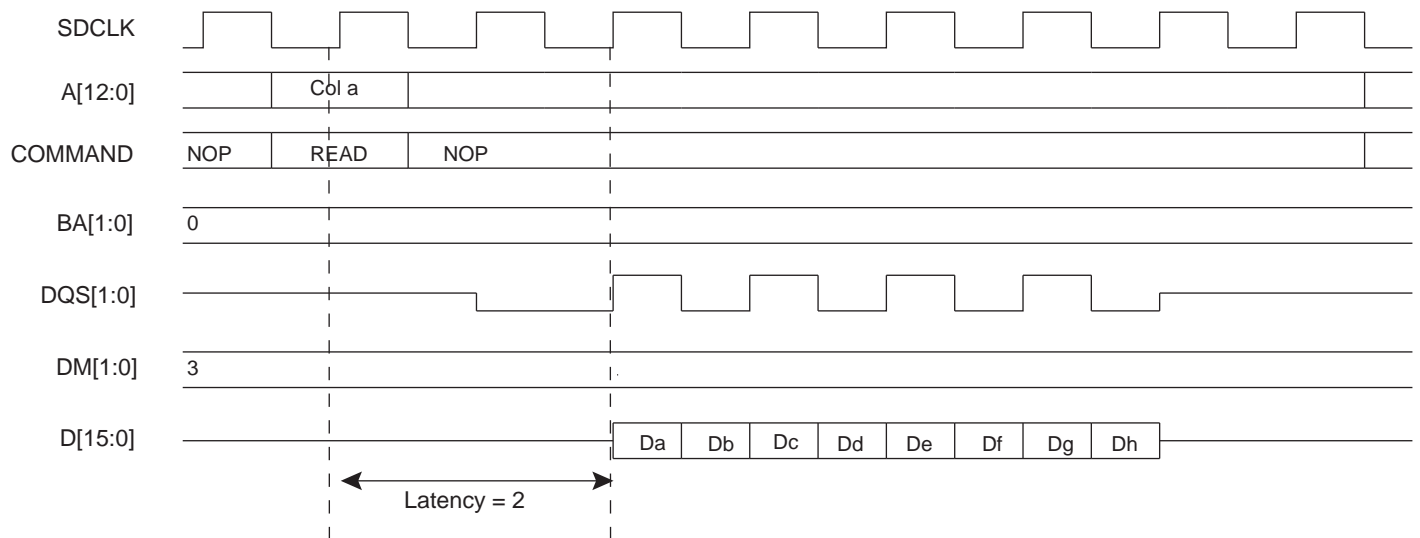 SDCLK
A[12:0] Col a
COMMAND NOP READ NOP
BA[1:0] 0
DQS[1:0]
DM[1:0] 3
D[15:0] Da Db Dc Dd De Df Dg Dh
Latency = 2